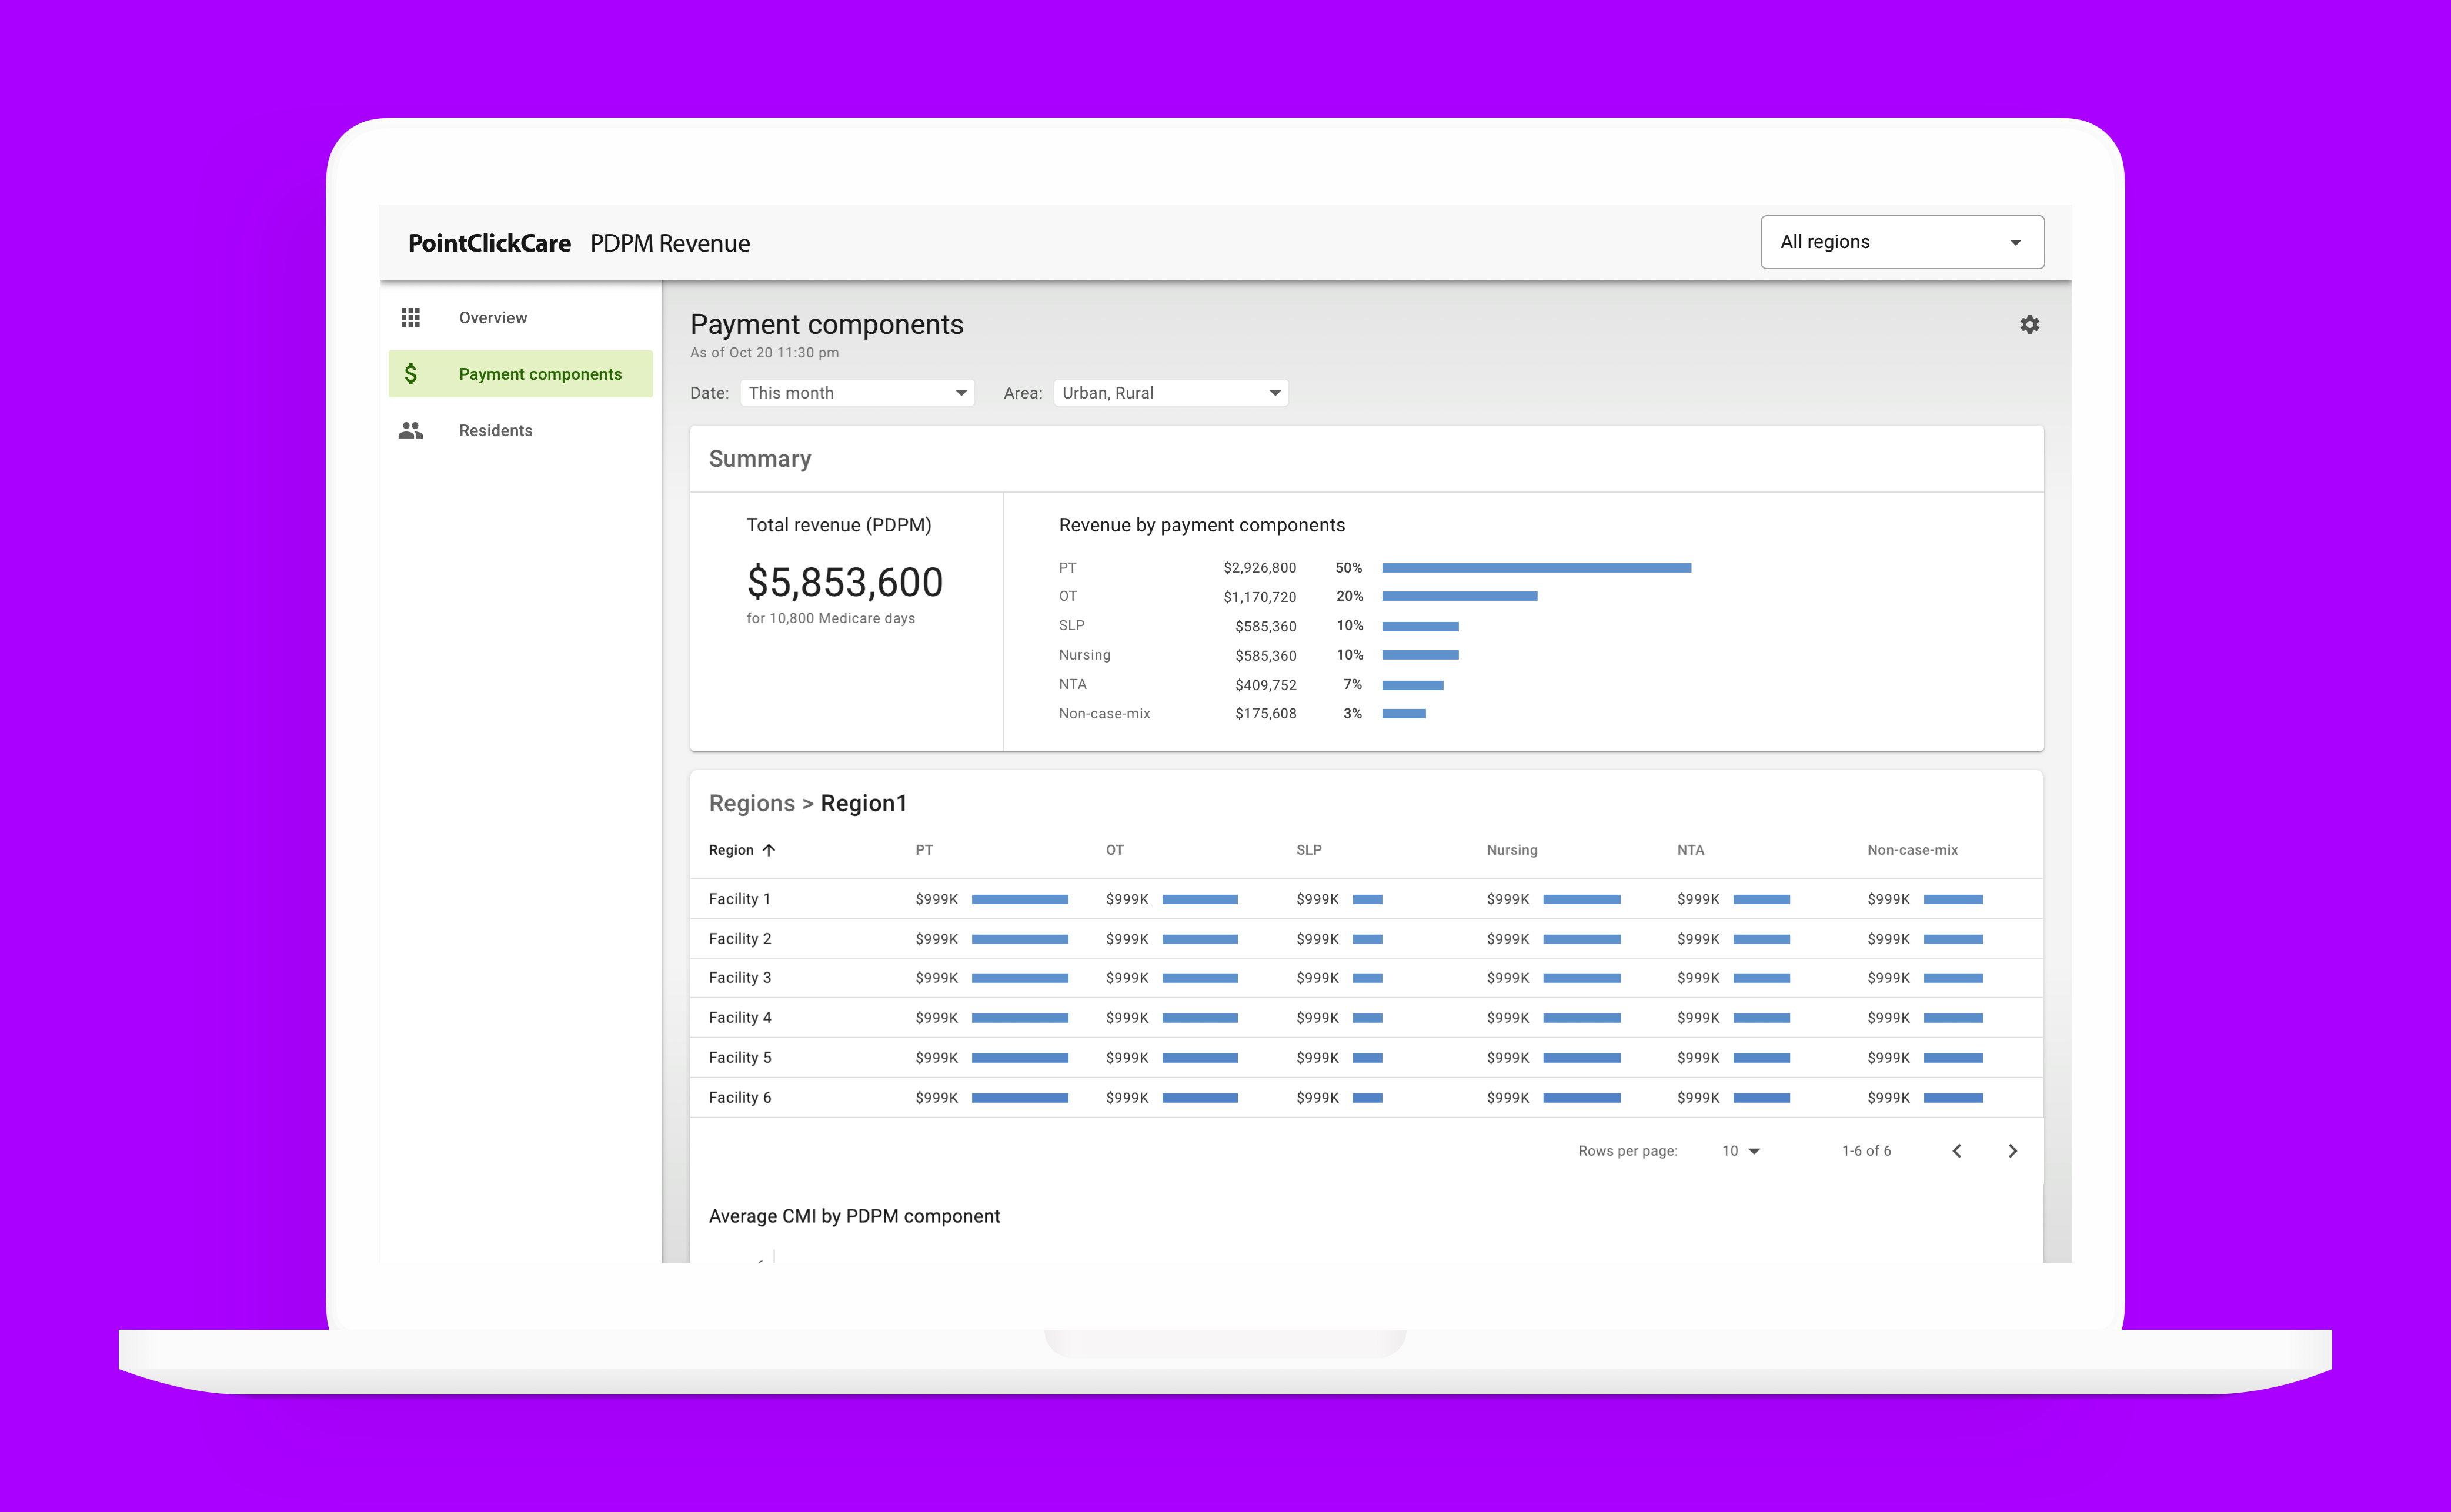 PointClickCare PDPM Revenue
All regions
Overview
Payment components
Residents
Payment components
As of Oct 20 11:30 pm
Date: This month Area: Urban, Rural
Summary
Total revenue (PDPM)
$5,853,600
for 10,800 Medicare days
Revenue by payment components
PT $2,926,800 50%
OT $1,170,720 20%
SLP $585,360 10%
Nursing $585,360 10%
NTA $409,752 7%
Non-case-mix $175,608 3%
Regions > Region1
Region PT OT SLP Nursing NTA Non-case-mix
Facility 1 $999K $999K $999K $999K $999K $999K
Facility 2 $999K $999K $999K $999K $999K $999K
Facility 3 $999K $999K $999K $999K $999K $999K
Facility 4 $999K $999K $999K $999K $999K $999K
Facility 5 $999K $999K $999K $999K $999K $999K
Facility 6 $999K $999K $999K $999K $999K $999K
Rows per page: 10 1-6 of 6
Average CMI by PDPM component